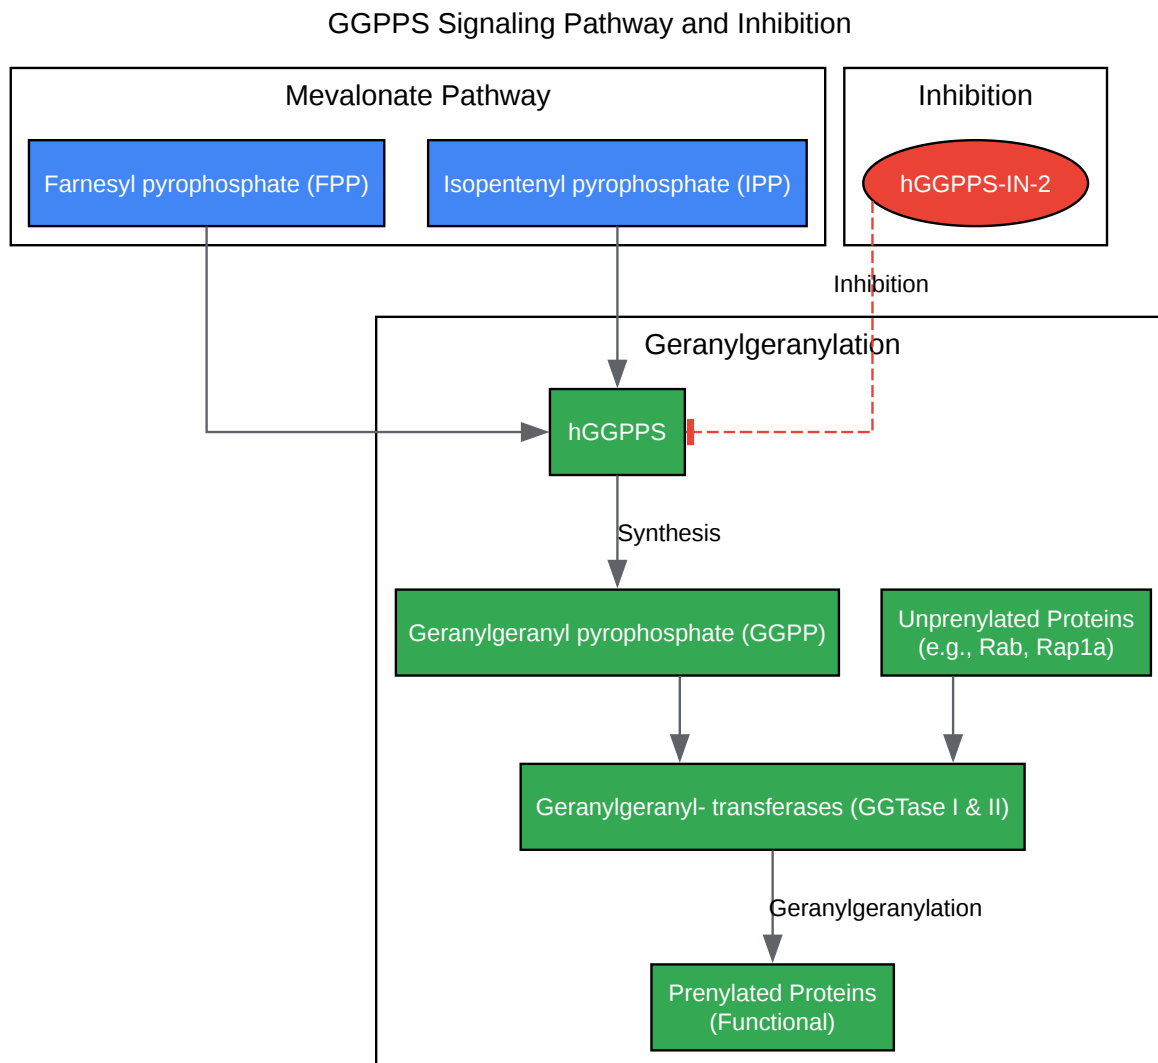 GGPPS Signaling Pathway and Inhibition
Mevalonate Pathway
Inhibition
Farnesyl pyrophosphate (FPP)
Isopentenyl pyrophosphate (IPP)
hGGPPS-IN-2
Inhibition
Geranylgeranylation
hGGPPS
Synthesis
Geranylgeranyl pyrophosphate (GGPP)
Unprenylated Proteins
(e.g., Rab, Rap1a)
Geranylgeranyl- transferases (GGTase I & II)
Geranylgeranylation
Prenylated Proteins
(Functional)